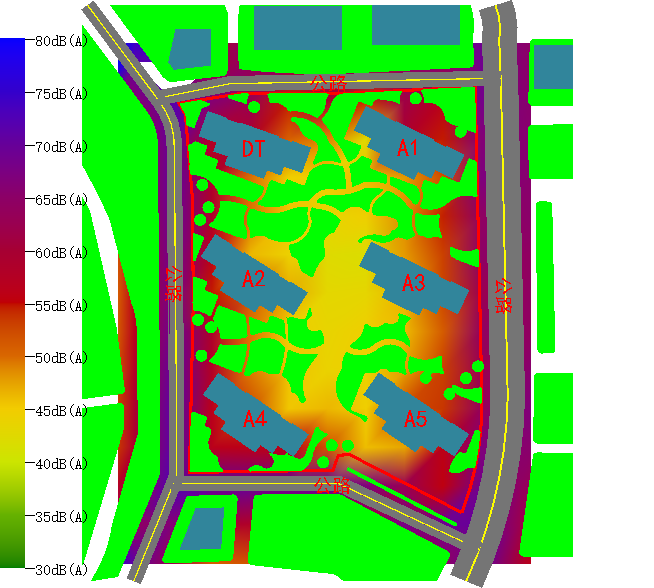 80dB(A)
75dB(A)
70dB(A)
65dB(A)
60dB(A)
55dB(A)
50dB(A)
45dB(A)
40dB(A)
35dB(A)
30dB(A)
公路
DT
A1
公路
A2
A3
公路
A4
A5
公路